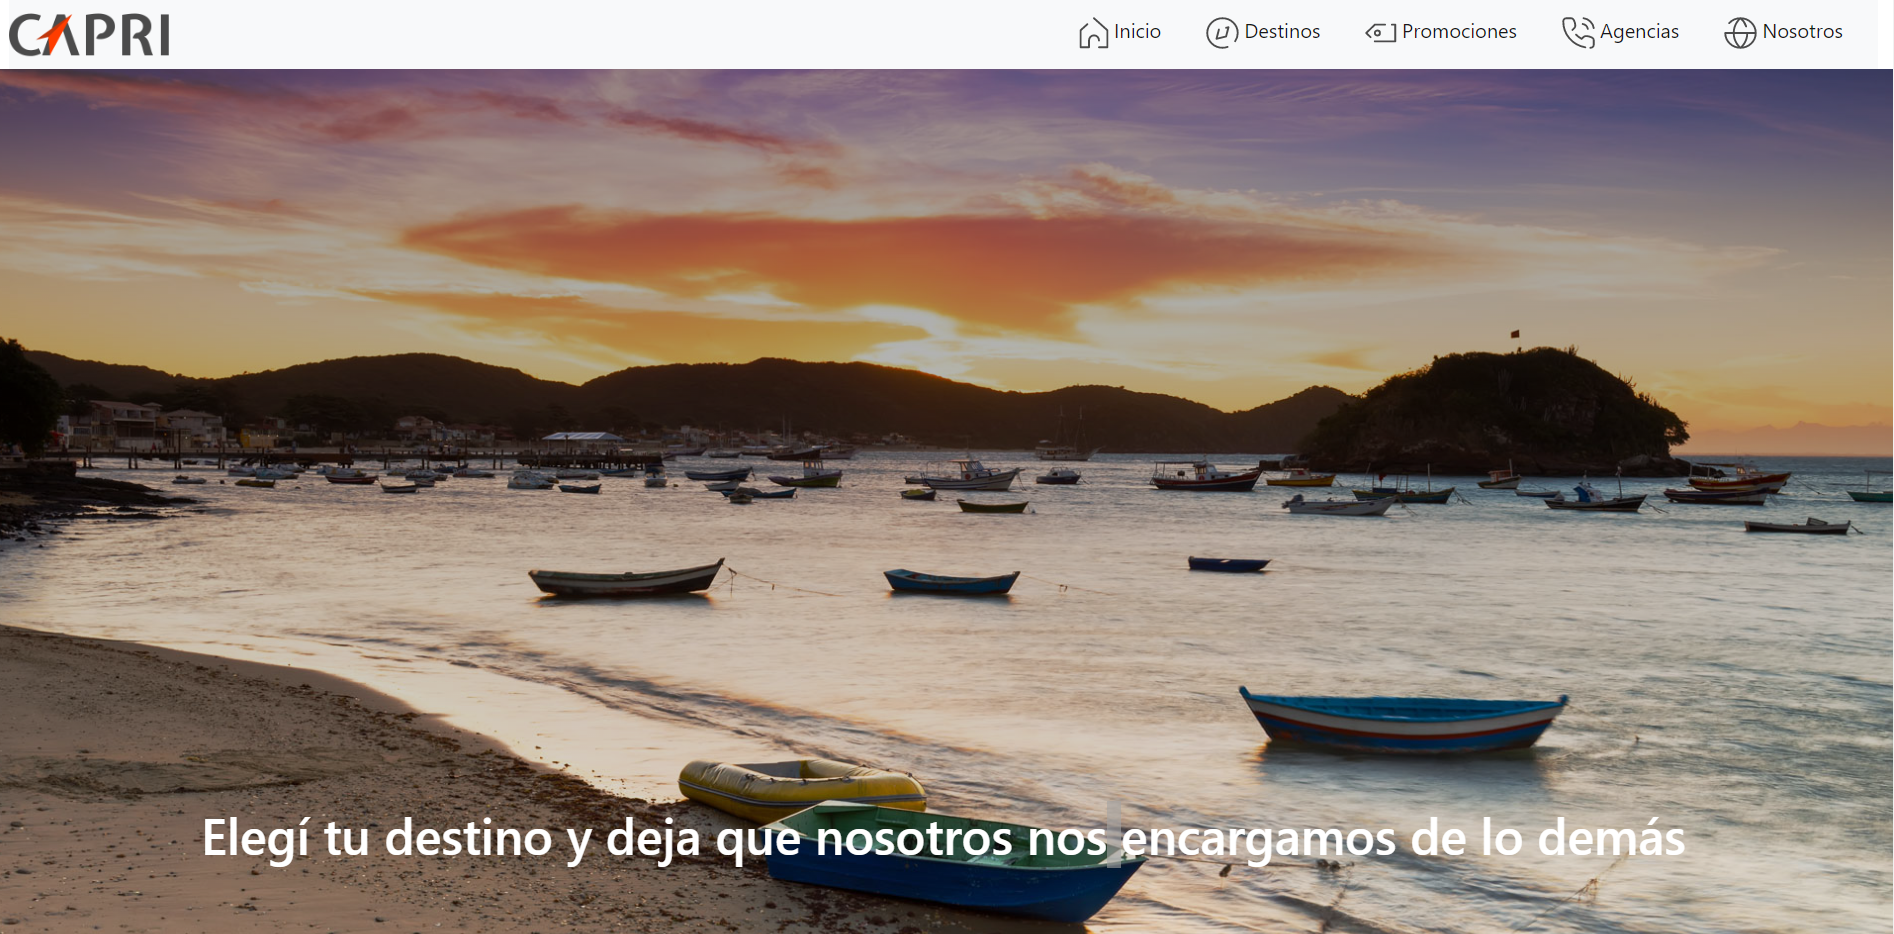 CAPRI
Inicio Destinos Promociones Agencias Nosotros
Elegí tu destino y deja que nosotros nos encargamos de lo demás